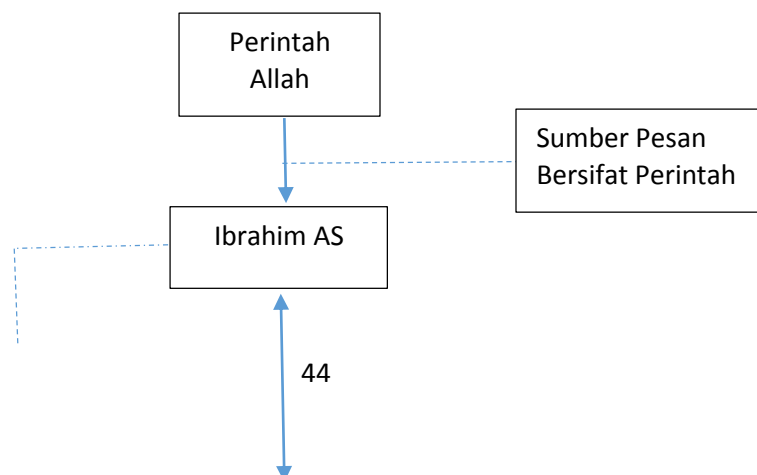 Perintah
Allah
Sumber Pesan
Bersifat Perintah
Ibrahim AS
44